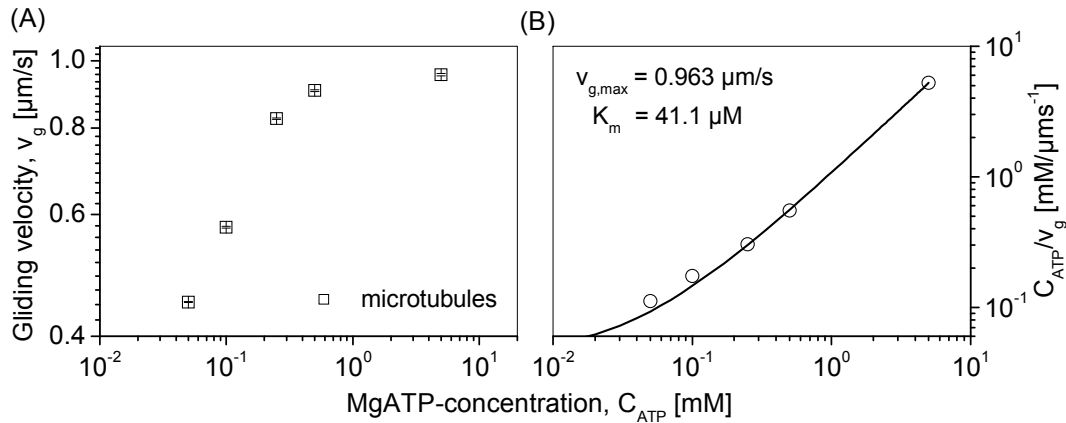 (A)
Gliding velocity, v_g [µm/s]
1.0
0.8
0.6
0.4
10^-2
10^-1
10^0
10^1
microtubules
(B)
v_g,max = 0.963 µm/s
K_m = 41.1 µM
10^1
10^0
10^-1
C_ATP/v_g [mM/µms^-1]
10^-2
10^-1
10^0
10^1
MgATP-concentration, C_ATP [mM]